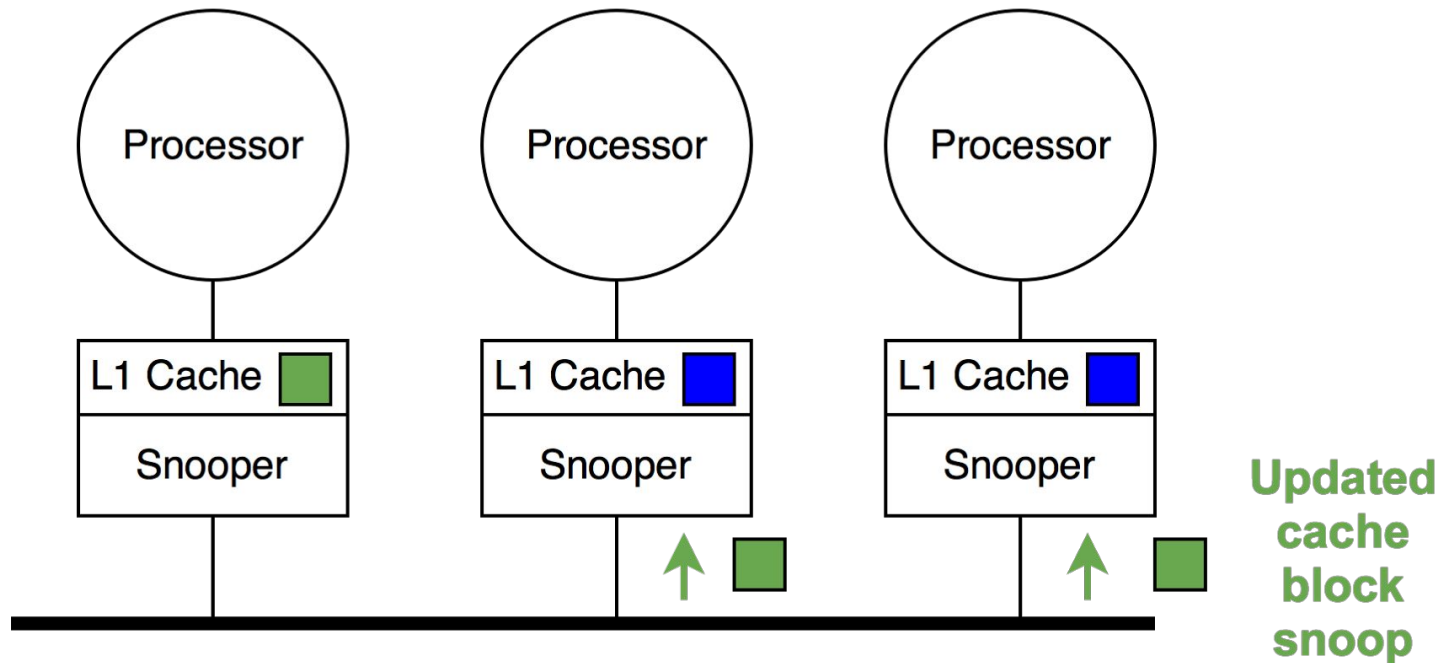 Processor
Processor
Processor
L1 Cache
L1 Cache
L1 Cache
Snooper
Snooper
Snooper
Updated
cache
block
snoop